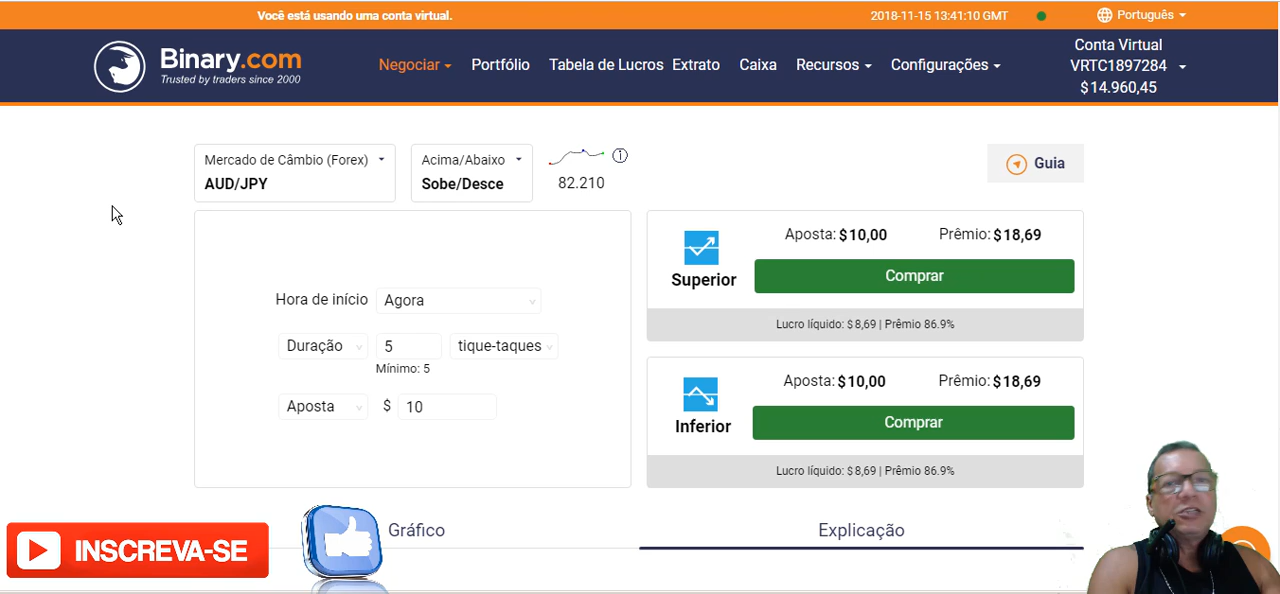 Você está usando uma conta virtual.
2018-11-15 13:41:10 GMT
Português
Binary.com
Trusted by traders since 2000
Negociar
Portfólio
Tabela de Lucros
Extrato
Caixa
Recursos
Configurações
Conta Virtual
VRTC1897284
$14.960,45
Mercado de Câmbio (Forex)
AUD/JPY
Acima/Abaixo
Sobe/Desce
82.210
Guia
Hora de início Agora
Duração 5 tique-taques
Mínimo: 5
Aposta $ 10
Aposta: $10,00 Prêmio: $18,69
Superior
Comprar
Lucro líquido: $8,69 | Prêmio 86.9%
Aposta: $10,00 Prêmio: $18,69
Inferior
Comprar
Lucro líquido: $8,69 | Prêmio 86.9%
Gráfico
Explicação
INSCREVA-SE